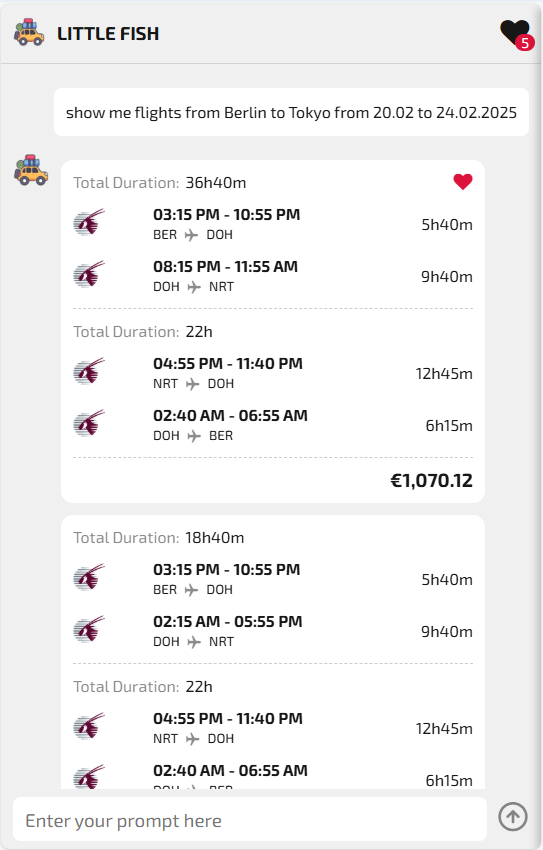 LITTLE FISH
5
show me flights from Berlin to Tokyo from 20.02 to 24.02.2025
Total Duration: 36h40m
03:15 PM - 10:55 PM
5h40m
BER DOH
08:15 PM - 11:55 AM
9h40m
DOH NRT
Total Duration: 22h
04:55 PM - 11:40 PM
12h45m
NRT DOH
02:40 AM - 06:55 AM
6h15m
DOH BER
€1,070.12
Total Duration: 18h40m
03:15 PM - 10:55 PM
5h40m
BER DOH
02:15 AM - 05:55 PM
9h40m
DOH NRT
Total Duration: 22h
04:55 PM - 11:40 PM
12h45m
NRT DOH
02:40 AM - 06:55 AM
6h15m
DOH BER
Enter your prompt here